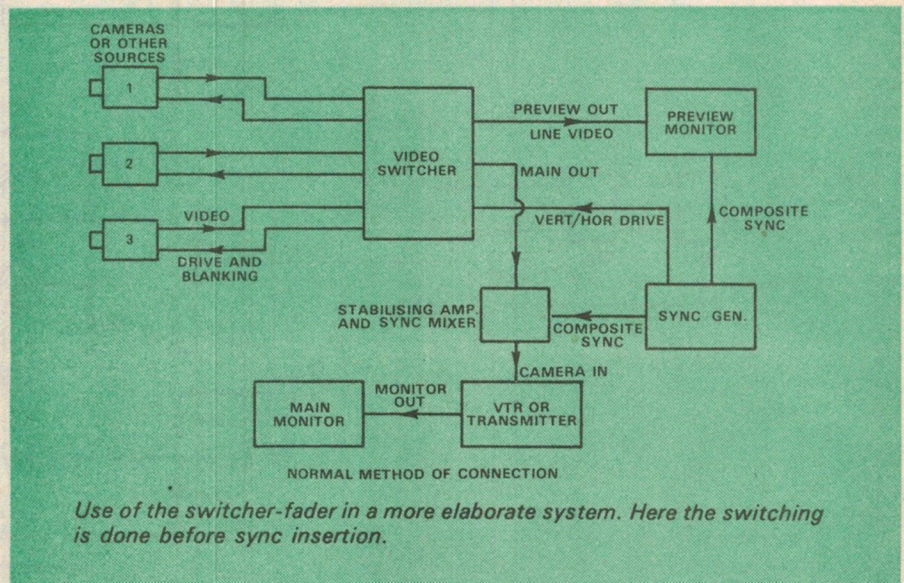 CAMERAS
OR OTHER
SOURCES
1
2
3
VIDEO
DRIVE AND
BLANKING
VIDEO
SWITCHER
PREVIEW OUT
LINE VIDEO
PREVIEW
MONITOR
MAIN OUT
VERT/HOR DRIVE
COMPOSITE
SYNC
STABILISING AMP.
AND SYNC MIXER
COMPOSITE
SYNC
SYNC GEN.
CAMERA IN
MONITOR
OUT
MAIN
MONITOR
VTR OR
TRANSMITTER
NORMAL METHOD OF CONNECTION
Use of the switcher-fader in a more elaborate system. Here the switching
is done before sync insertion.